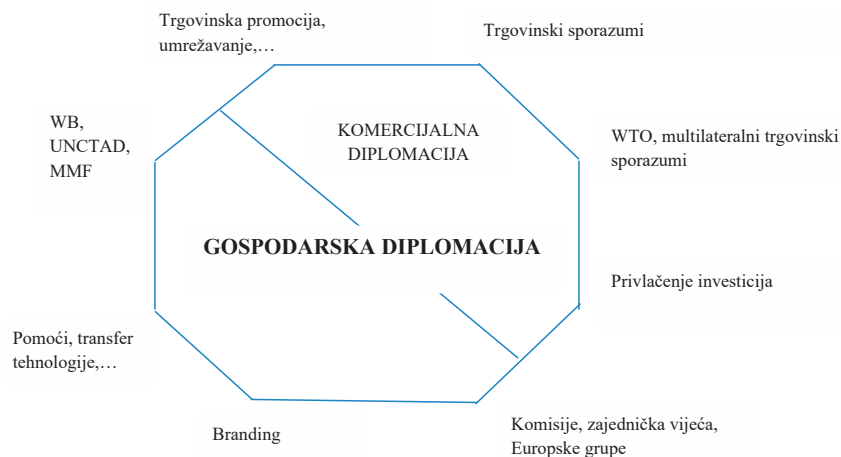 Trgovinska promocija,
umrežavanje,…
Trgovinski sporazumi
WB,
UNCTAD,
MMF
KOMERCIJALNA
DIPLOMACIJA
WTO, multilateralni trgovinski
sporazumi
GOSPODARSKA DIPLOMACIJA
Privlačenje investicija
Pomoći, transfer
tehnologije,…
Branding
Komisije, zajednička vijeća,
Europske grupe